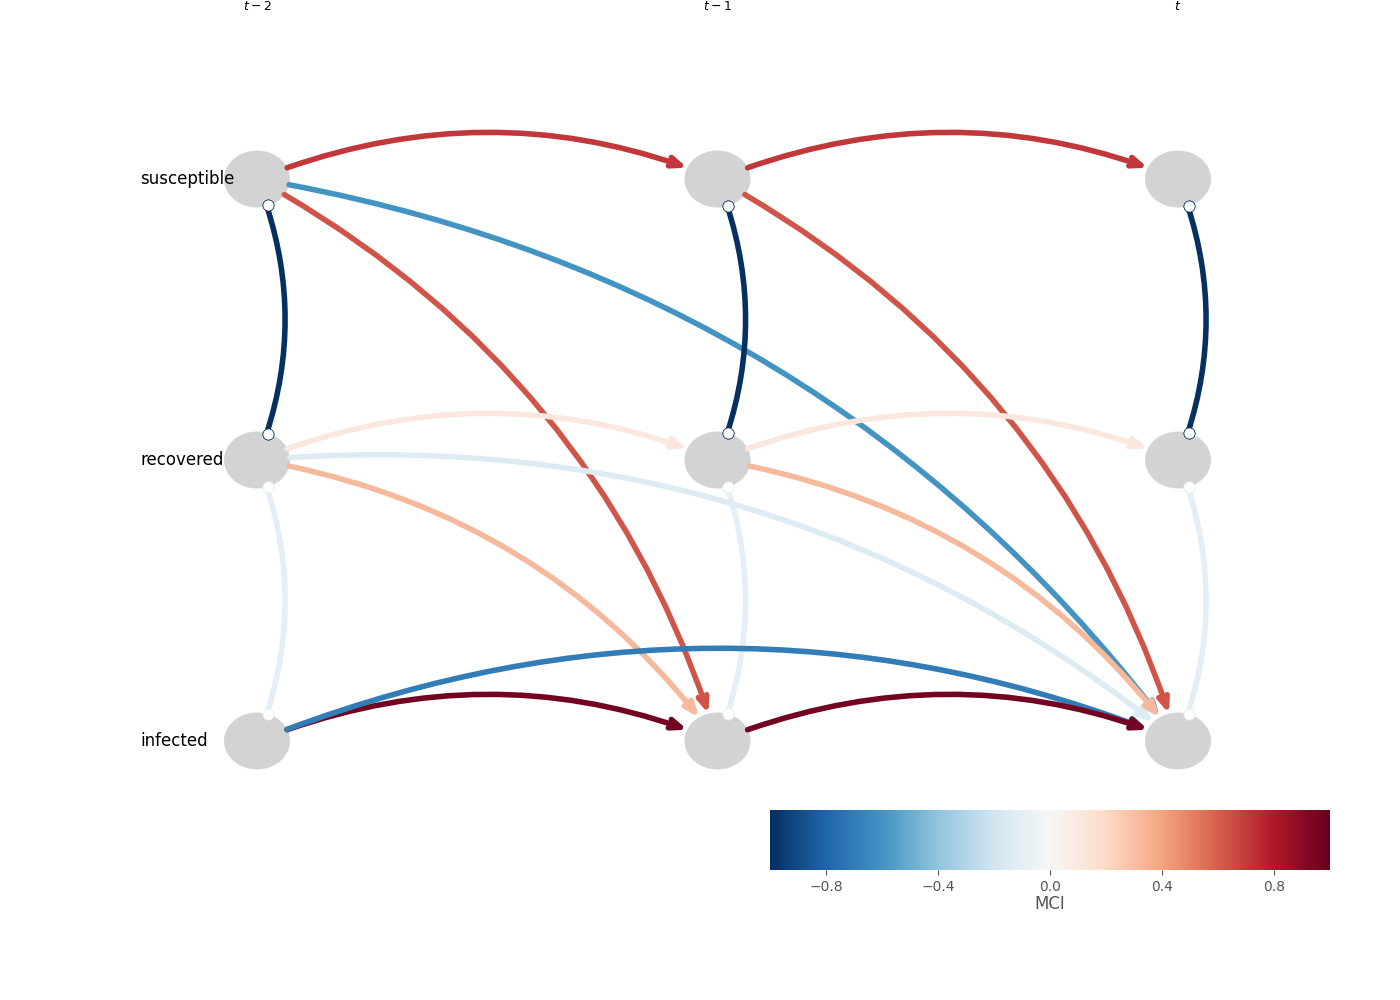 t − 2 t − 1 t
susceptible
recovered
infected
−0.8 −0.4 0.0 0.4 0.8
MCI